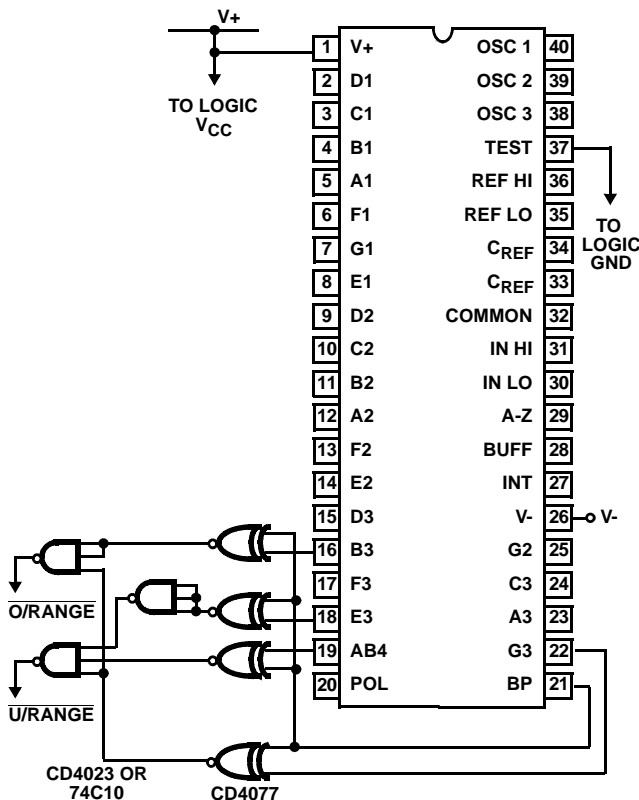 V+
TO LOGIC
VCC
1 V+ OSC 1 40
2 D1 OSC 2 39
3 C1 OSC 3 38
4 B1 TEST 37
5 A1 REF HI 36
6 F1 REF LO 35
7 G1 CREF 34
8 E1 CREF 33
9 D2 COMMON 32
10 C2 IN HI 31
11 B2 IN LO 30
12 A2 A-Z 29
13 F2 BUFF 28
14 E2 INT 27
15 D3 V- 26 V-
16 B3 G2 25
17 F3 C3 24
18 E3 A3 23
19 AB4 G3 22
20 POL BP 21
TO
LOGIC
GND
O/RANGE
U/RANGE
CD4023 OR
74C10
CD4077